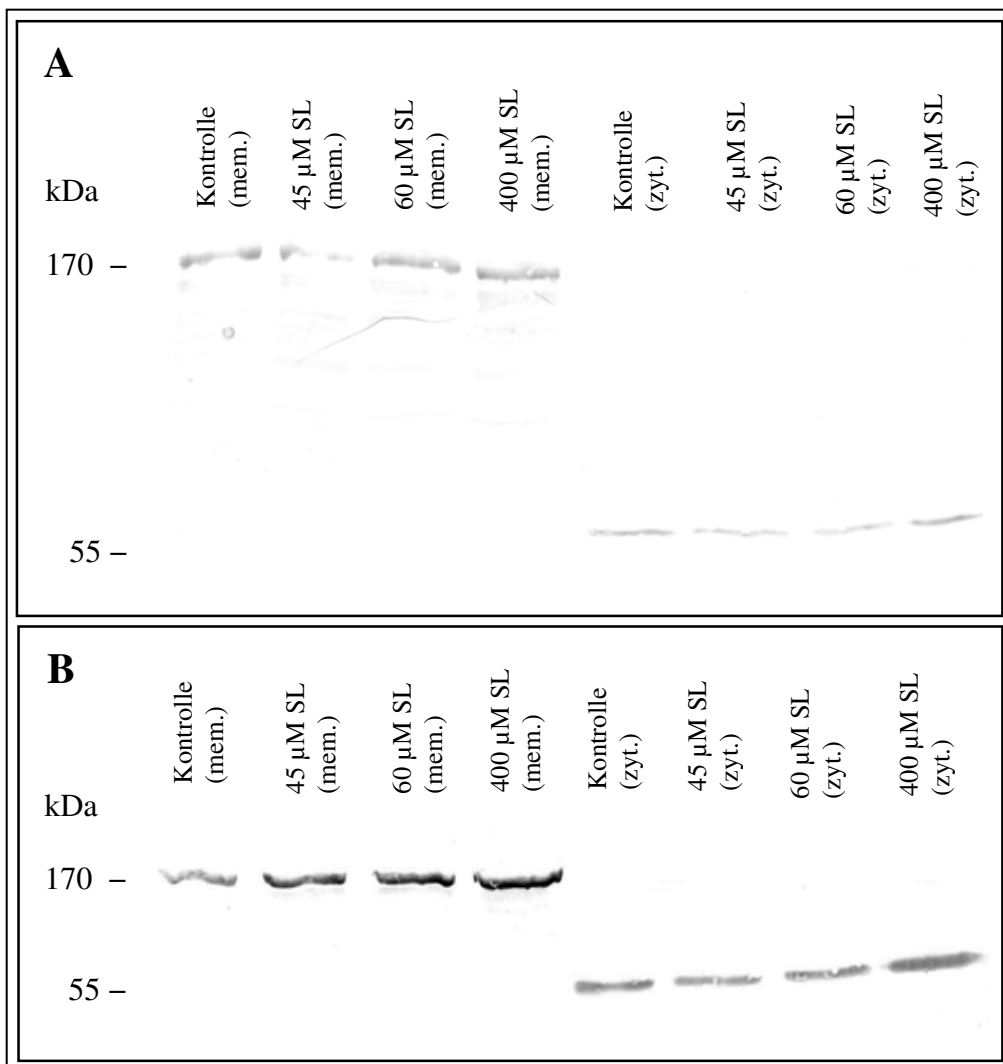 A
Kontrolle
(mem.)
45 µM SL
(mem.)
60 µM SL
(mem.)
400 µM SL
(mem.)
Kontrolle
(zyt.)
45 µM SL
(zyt.)
60 µM SL
(zyt.)
400 µM SL
(zyt.)
kDa
170 –
55 –
B
Kontrolle
(mem.)
45 µM SL
(mem.)
60 µM SL
(mem.)
400 µM SL
(mem.)
Kontrolle
(zyt.)
45 µM SL
(zyt.)
60 µM SL
(zyt.)
400 µM SL
(zyt.)
kDa
170 –
55 –